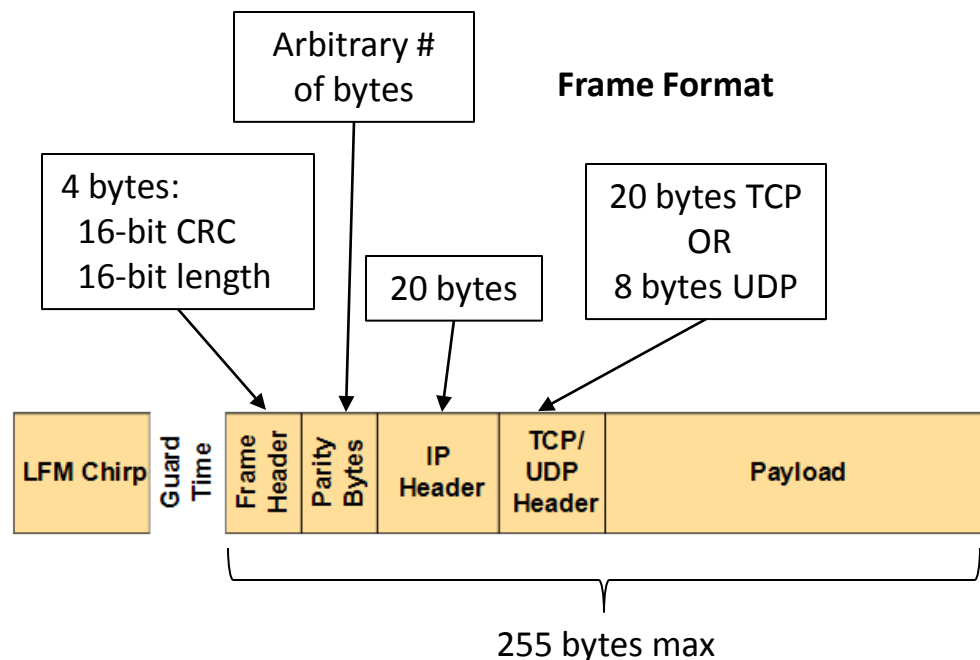 Arbitrary #
of bytes
Frame Format
4 bytes:
16-bit CRC
16-bit length
20 bytes
20 bytes TCP
OR
8 bytes UDP
LFM Chirp
Guard
Time
Frame
Header
Parity
Bytes
IP
Header
TCP/
UDP
Header
Payload
255 bytes max